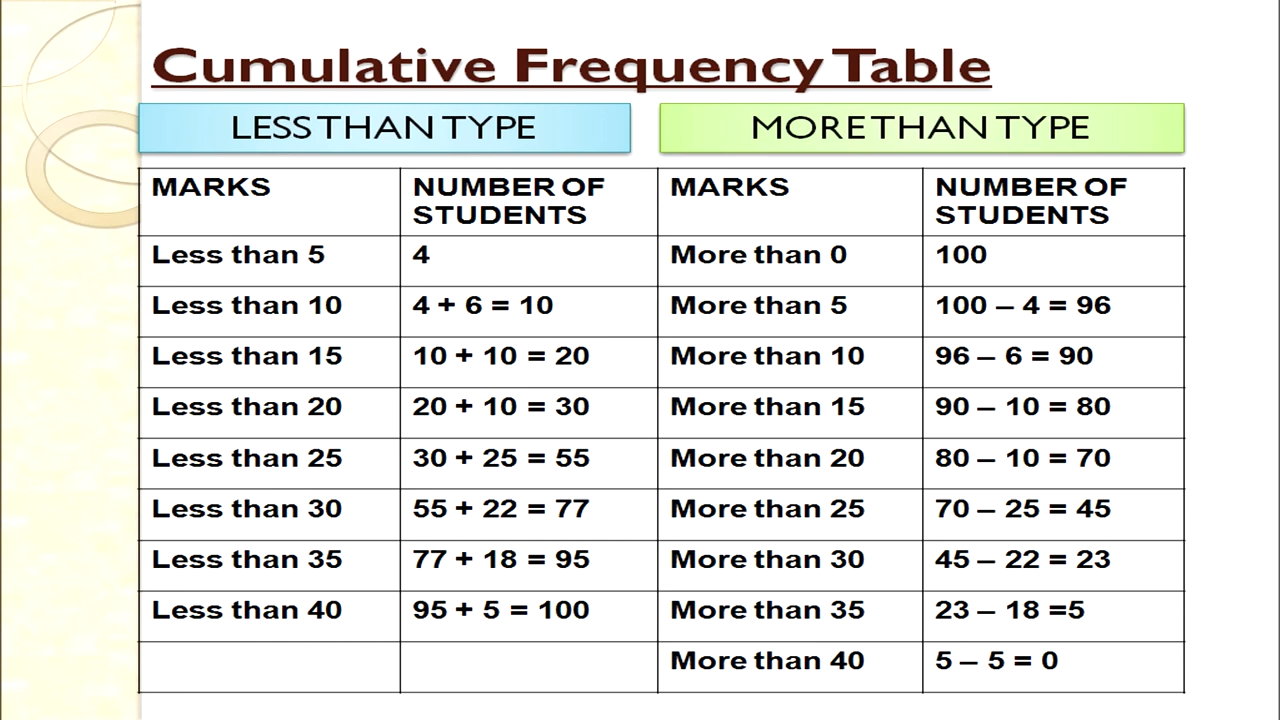 Cumulative Frequency Table
LESS THAN TYPE MORE THAN TYPE
MARKS NUMBER OF STUDENTS MARKS NUMBER OF STUDENTS
Less than 5 4 More than 0 100
Less than 10 4 + 6 = 10 More than 5 100 – 4 = 96
Less than 15 10 + 10 = 20 More than 10 96 – 6 = 90
Less than 20 20 + 10 = 30 More than 15 90 – 10 = 80
Less than 25 30 + 25 = 55 More than 20 80 – 10 = 70
Less than 30 55 + 22 = 77 More than 25 70 – 25 = 45
Less than 35 77 + 18 = 95 More than 30 45 – 22 = 23
Less than 40 95 + 5 = 100 More than 35 23 – 18 =5
More than 40 5 – 5 = 0